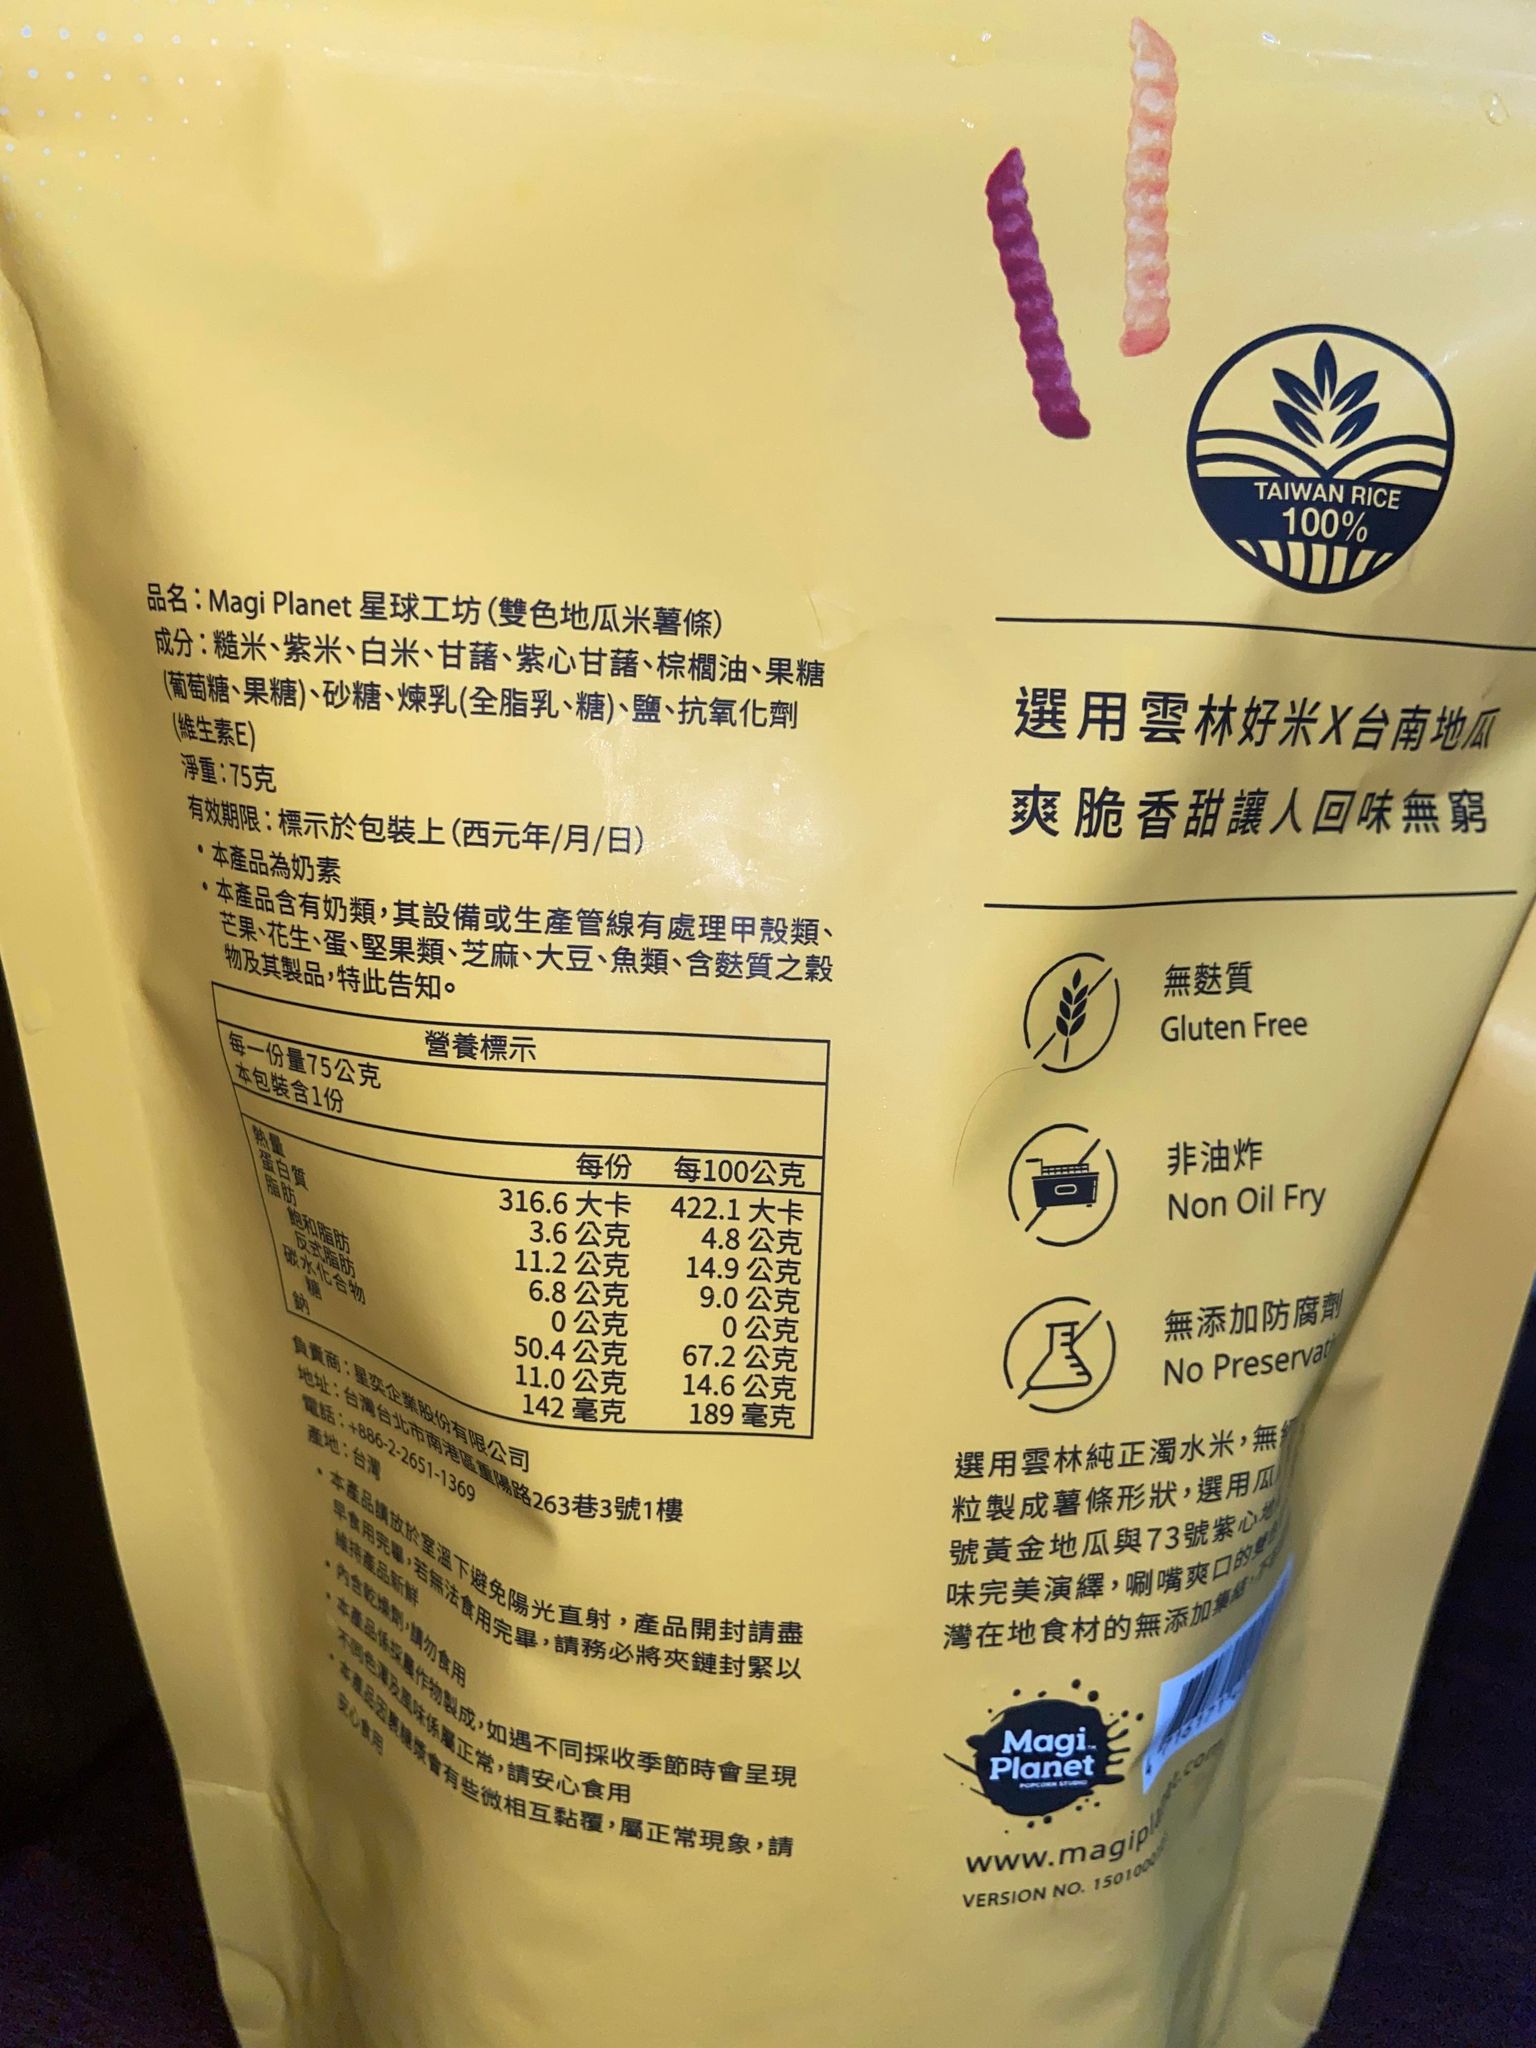 TAIWAN RICE
100%
品名：Magi Planet 星球工坊(雙色地瓜米薯條)
成分：糙米、紫米、白米、甘藷、紫心甘藷、棕櫚油、果糖
(葡萄糖、果糖)、砂糖、煉乳(全脂乳、糖)、鹽、抗氧化劑
(維生素E)
淨重：75克
有效期限：標示於包裝上(西元年/月/日)
・本產品為奶素
・本產品含有奶類，其設備或生產管線有處理甲殼類、
芒果、花生、蛋、堅果類、芝麻、大豆、魚類、含麩質之穀
物及其製品，特此告知。
營養標示
每一份量75公克
本包裝含1份
每份 每100公克
熱量 316.6 大卡 422.1 大卡
蛋白質 3.6 公克 4.8 公克
脂肪 11.2 公克 14.9 公克
飽和脂肪 6.8 公克 9.0 公克
反式脂肪 0 公克 0 公克
碳水化合物 50.4 公克 67.2 公克
糖 11.0 公克 14.6 公克
鈉 142 毫克 189 毫克
負責商：星奕企業股份有限公司
地址：台灣台北市南港區重陽路263巷3號1樓
電話：+886-2-2651-1369
產地：台灣
・本產品請放於室溫下避免陽光直射，產品開封請盡
早食用完畢，若無法食用完畢，請務必將夾鏈封緊以
維持產品新鮮
・內含乾燥劑，請勿食用
・本產品係採農作物製成，如遇不同採收季節時會呈現
不同色澤及風味係屬正常，請安心食用
・本產品因裹糖漿會有些微相互黏覆，屬正常現象，請
安心食用
選用雲林好米X台南地瓜
爽脆香甜讓人回味無窮
無麩質
Gluten Free
非油炸
Non Oil Fry
無添加防腐劑
No Preservati
選用雲林純正濁水米，無
粒製成薯條形狀，選用瓜
號黃金地瓜與73號紫心地
味完美演繹，唰嘴爽口的雙
灣在地食材的無添加集結，不
Magi
Planet
POPCORN STUDIO
www.magipla
VERSION NO. 150100